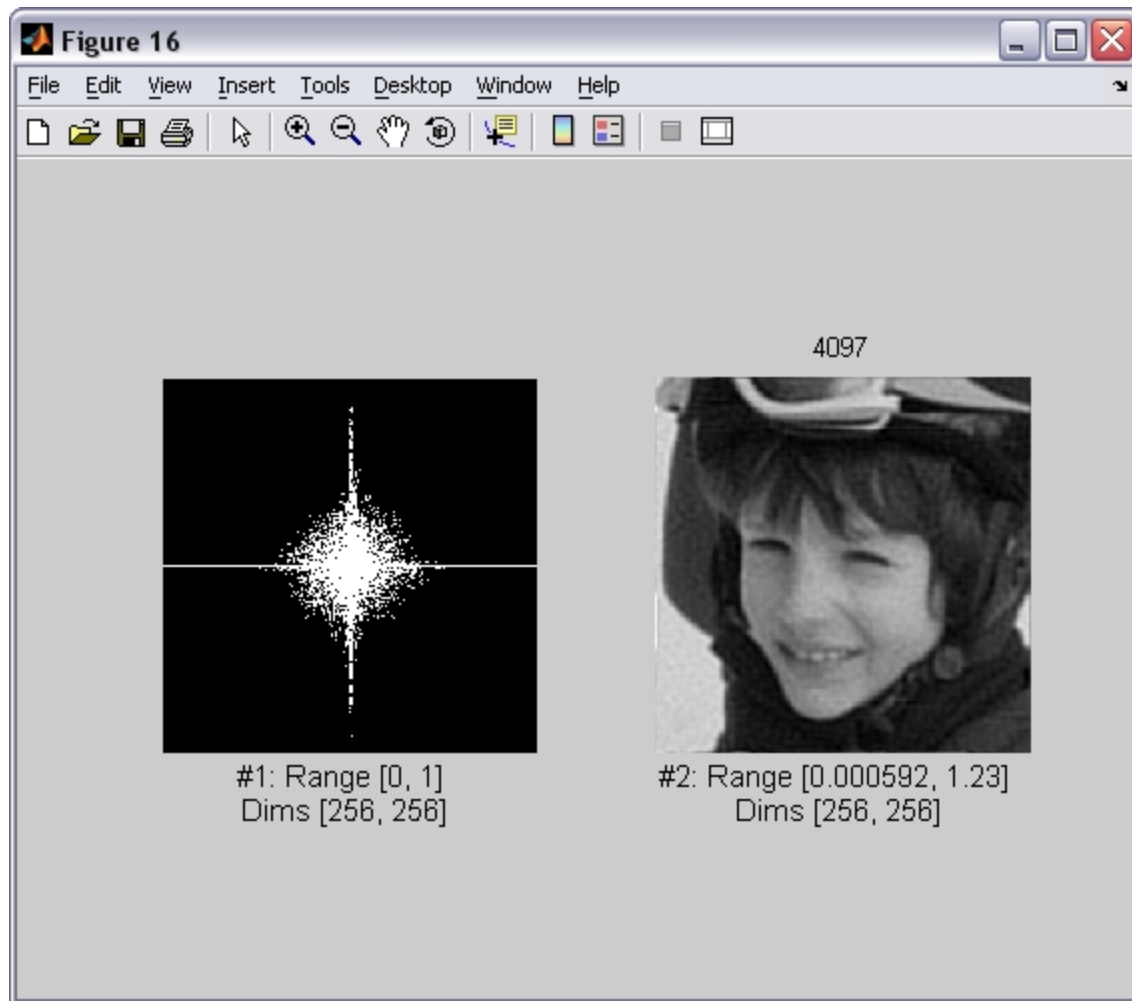 Figure 16
File Edit View Insert Tools Desktop Window Help
4097
#1: Range [0, 1]
Dims [256, 256]
#2: Range [0.000592, 1.23]
Dims [256, 256]